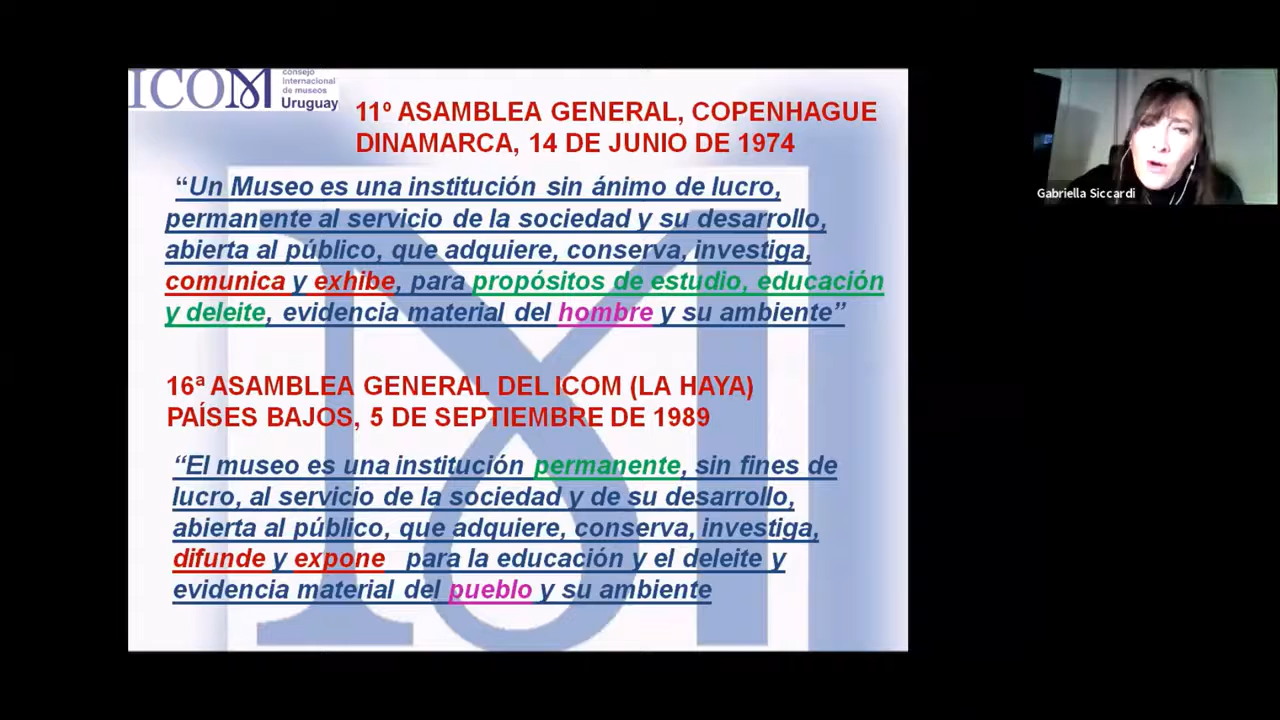 ICOM
consejo
internacional
de museos
Uruguay
11º ASAMBLEA GENERAL, COPENHAGUE
DINAMARCA, 14 DE JUNIO DE 1974
“Un Museo es una institución sin ánimo de lucro,
permanente al servicio de la sociedad y su desarrollo,
abierta al público, que adquiere, conserva, investiga,
comunica y exhibe, para propósitos de estudio, educación
y deleite, evidencia material del hombre y su ambiente”
16ª ASAMBLEA GENERAL DEL ICOM (LA HAYA)
PAÍSES BAJOS, 5 DE SEPTIEMBRE DE 1989
“El museo es una institución permanente, sin fines de
lucro, al servicio de la sociedad y de su desarrollo,
abierta al público, que adquiere, conserva, investiga,
difunde y expone para la educación y el deleite y
evidencia material del pueblo y su ambiente
Gabriella Siccardi